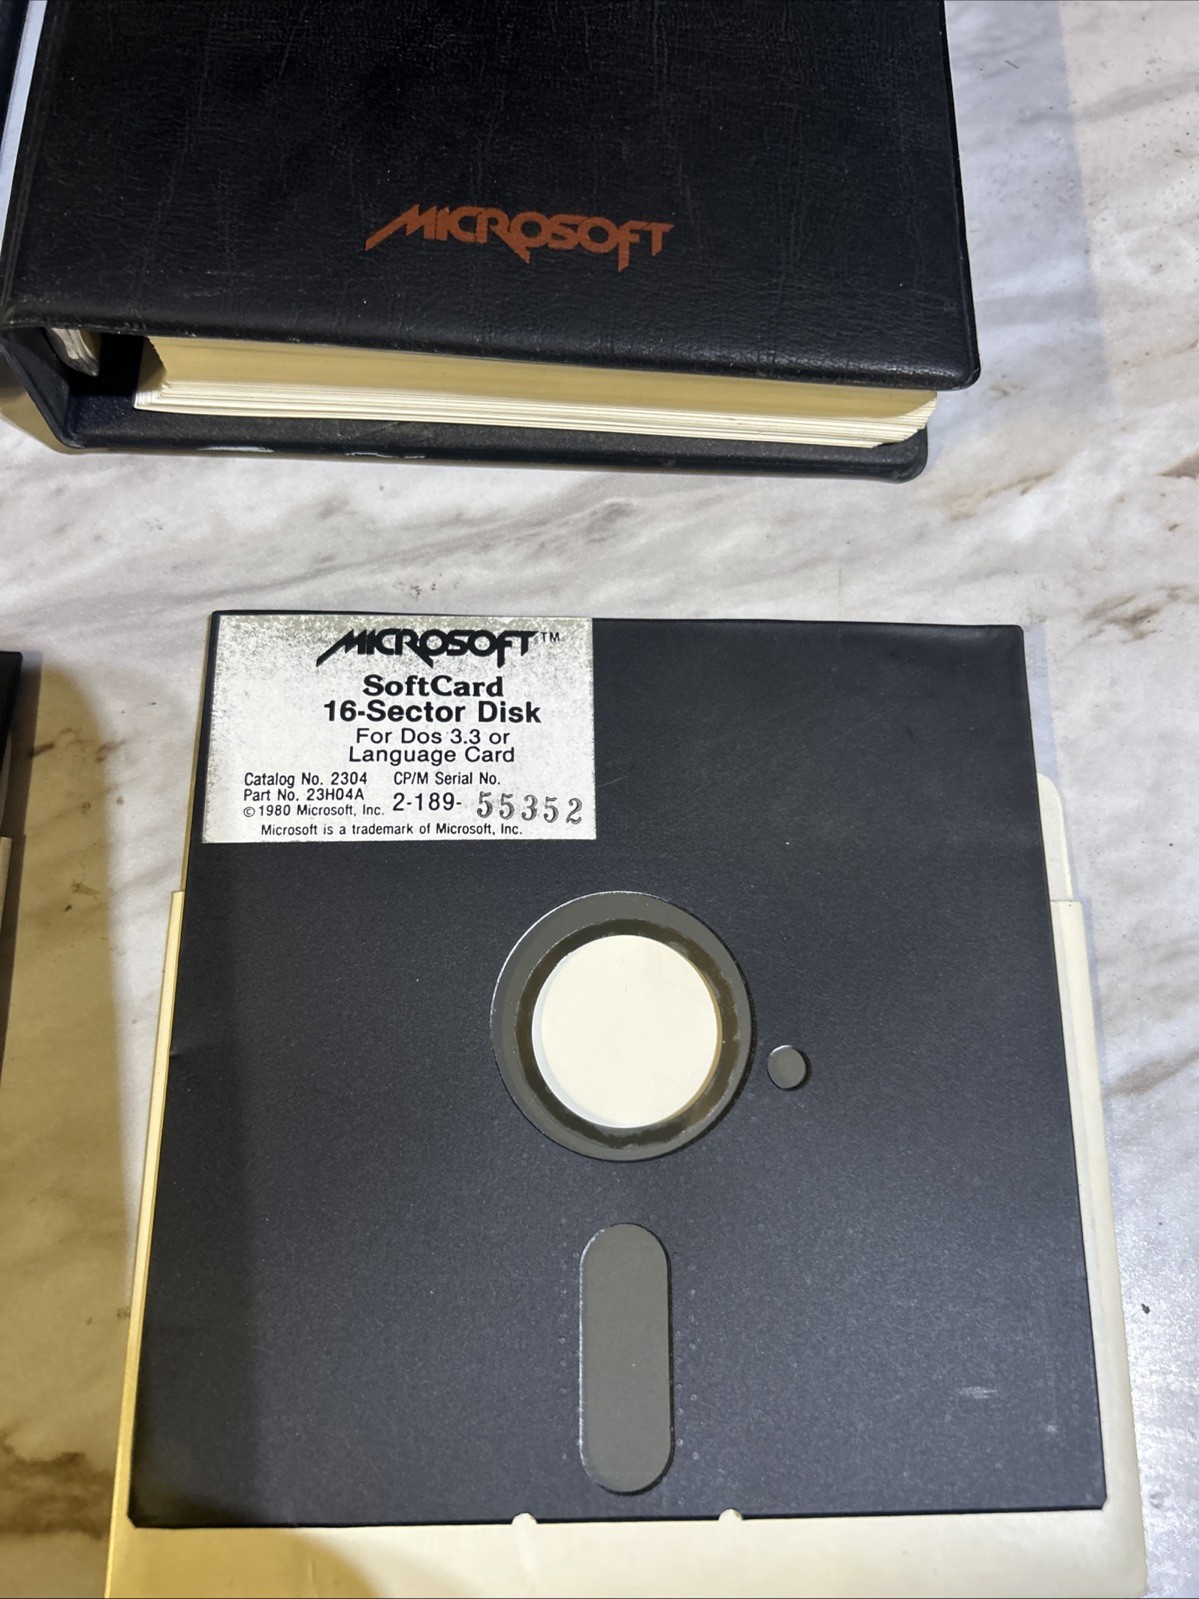 MICROSOFT
MICROSOFT™
SoftCard
16-Sector Disk
For Dos 3.3 or
Language Card
Catalog No. 2304 CP/M Serial No.
Part No. 23H04A
©1980 Microsoft, Inc. 2-189- 55352
Microsoft is a trademark of Microsoft, Inc.